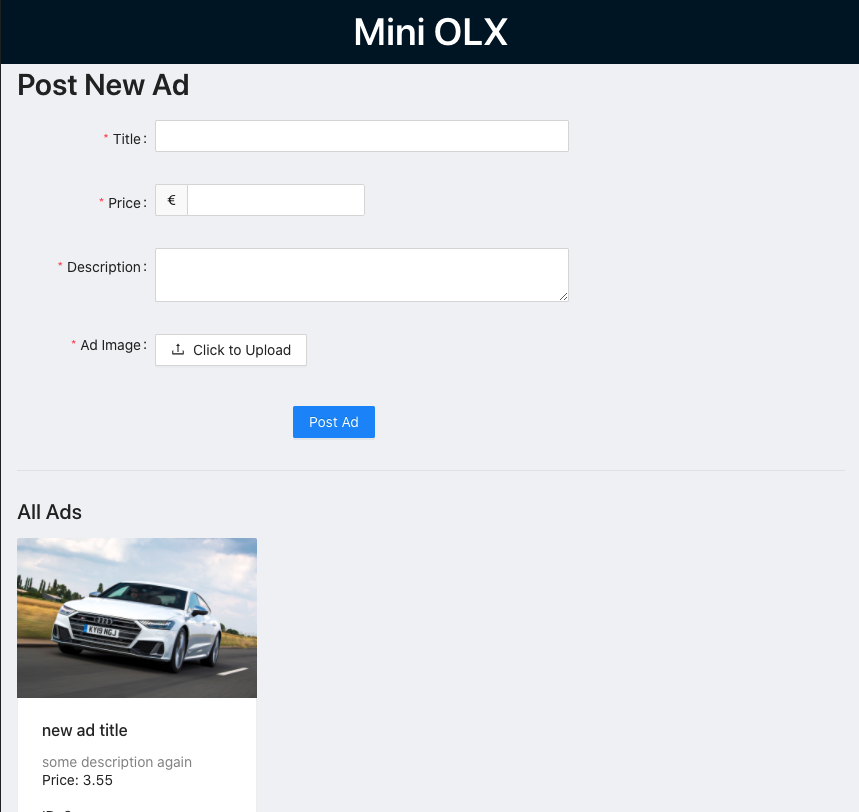 Mini OLX
Post New Ad
* Title:
* Price: €
* Description:
* Ad Image: Click to Upload
Post Ad
All Ads
KY19 NGJ
new ad title
some description again
Price: 3.55